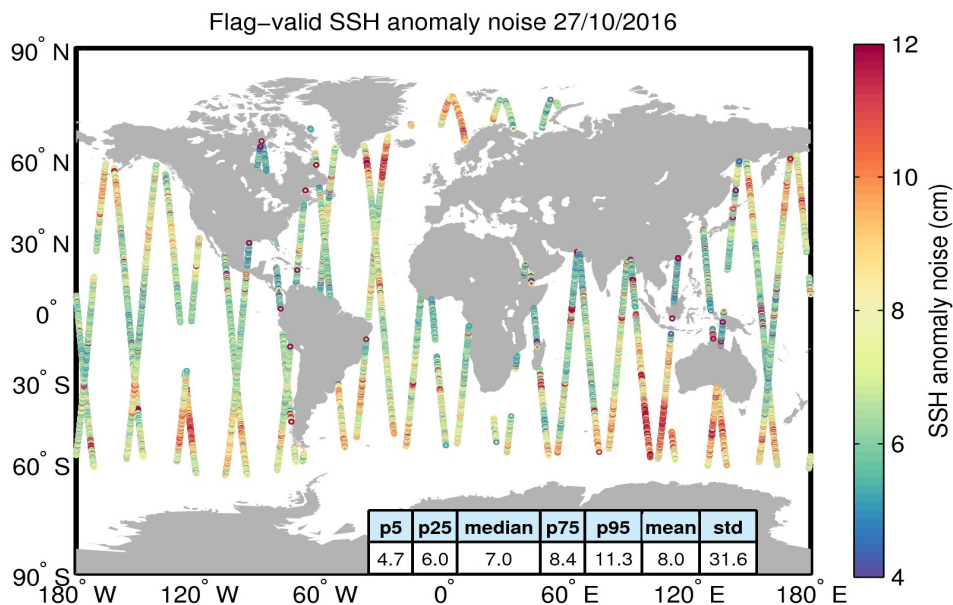 Flag−valid SSH anomaly noise 27/10/2016
90° N
60° N
30° N
0°
30° S
60° S
90° S
180° W
120° W
60° W
0°
60° E
120° E
180° E
p5 p25 median p75 p95 mean std
4.7 6.0 7.0 8.4 11.3 8.0 31.6
12
10
8
6
4
SSH anomaly noise (cm)